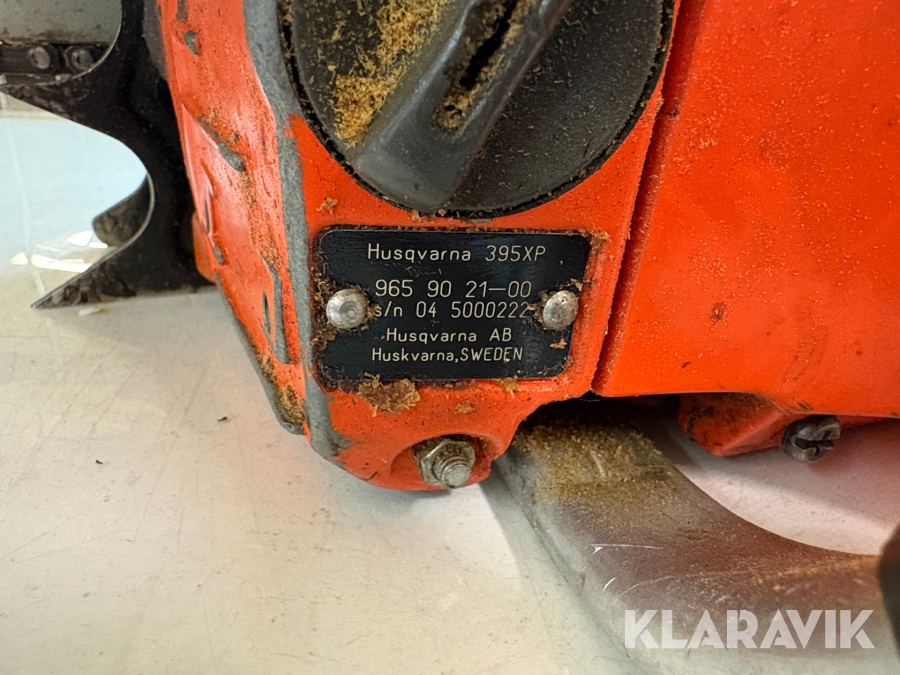 Husqvarna 395XP
965 90 21-00
s/n 04 5000222
Husqvarna AB
Huskvarna, SWEDEN
KLARAVIK